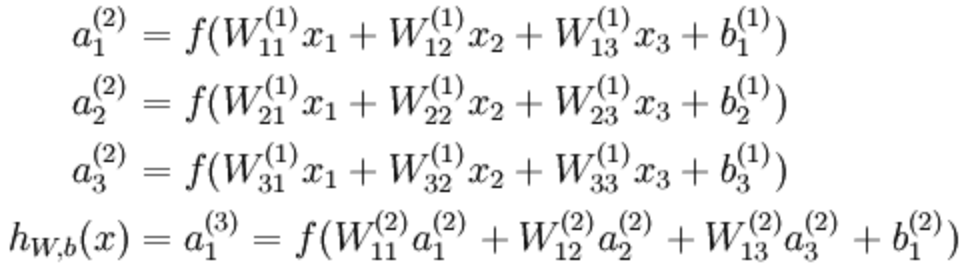 a_1^{(2)} = f(W_{11}^{(1)}x_1 + W_{12}^{(1)}x_2 + W_{13}^{(1)}x_3 + b_1^{(1)})
a_2^{(2)} = f(W_{21}^{(1)}x_1 + W_{22}^{(1)}x_2 + W_{23}^{(1)}x_3 + b_2^{(1)})
a_3^{(2)} = f(W_{31}^{(1)}x_1 + W_{32}^{(1)}x_2 + W_{33}^{(1)}x_3 + b_3^{(1)})
h_{W,b}(x) = a_1^{(3)} = f(W_{11}^{(2)}a_1^{(2)} + W_{12}^{(2)}a_2^{(2)} + W_{13}^{(2)}a_3^{(2)} + b_1^{(2)})